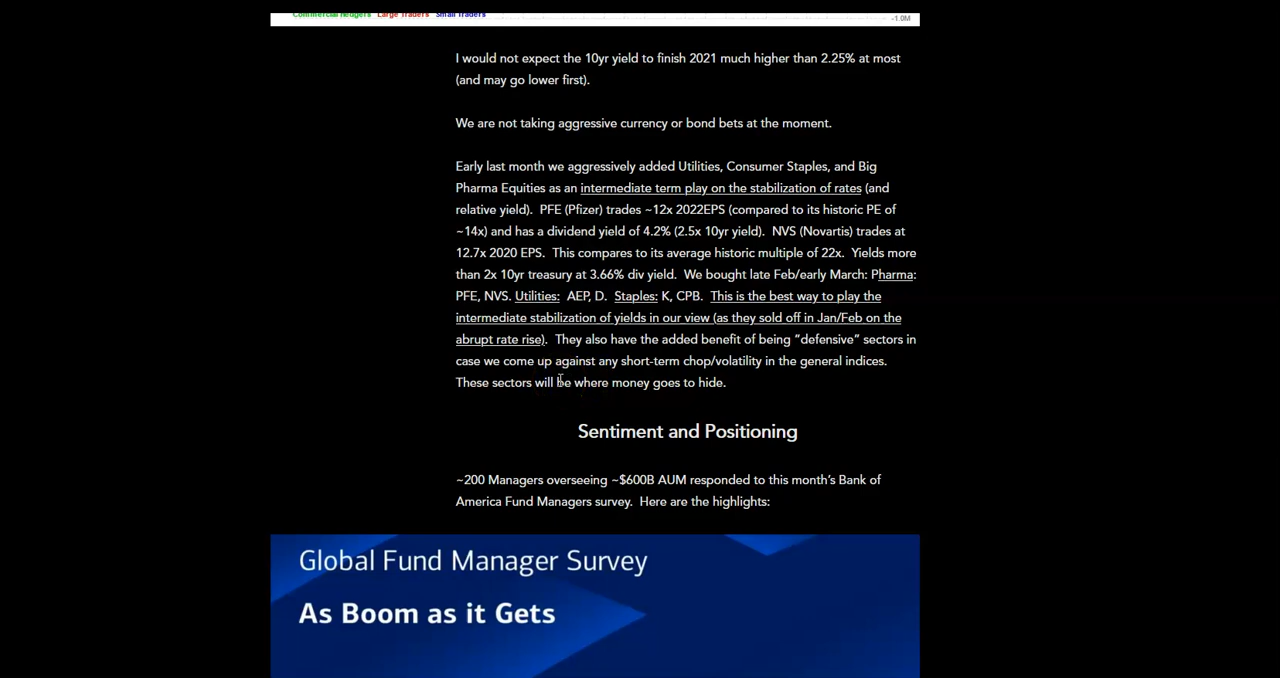 Commercial Hedgers Large Traders Small Traders -1.0M
I would not expect the 10yr yield to finish 2021 much higher than 2.25% at most
(and may go lower first).
We are not taking aggressive currency or bond bets at the moment.
Early last month we aggressively added Utilities, Consumer Staples, and Big
Pharma Equities as an intermediate term play on the stabilization of rates (and
relative yield).  PFE (Pfizer) trades ~12x 2022EPS (compared to its historic PE of
~14x) and has a dividend yield of 4.2% (2.5x 10yr yield).  NVS (Novartis) trades at
12.7x 2020 EPS.  This compares to its average historic multiple of 22x.  Yields more
than 2x 10yr treasury at 3.66% div yield.  We bought late Feb/early March: Pharma:
PFE, NVS. Utilities:  AEP, D.  Staples: K, CPB.  This is the best way to play the
intermediate stabilization of yields in our view (as they sold off in Jan/Feb on the
abrupt rate rise).  They also have the added benefit of being “defensive” sectors in
case we come up against any short-term chop/volatility in the general indices.
These sectors will be where money goes to hide.
Sentiment and Positioning
~200 Managers overseeing ~$600B AUM responded to this month’s Bank of
America Fund Managers survey.  Here are the highlights:
Global Fund Manager Survey
As Boom as it Gets